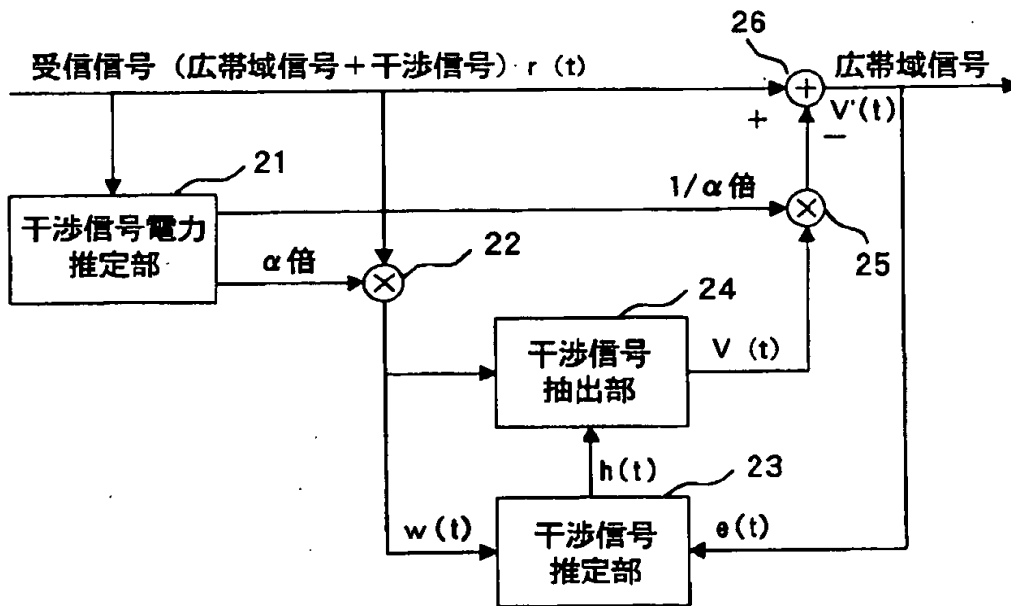 26
受信信号（広帯域信号＋干渉信号）r (t)
広帯域信号
+
+
V'(t)
−
21
干渉信号電力
推定部
1/α倍
×
25
α倍
×
22
24
干渉信号
抽出部
V (t)
h(t)
23
w(t)
干渉信号
推定部
e(t)